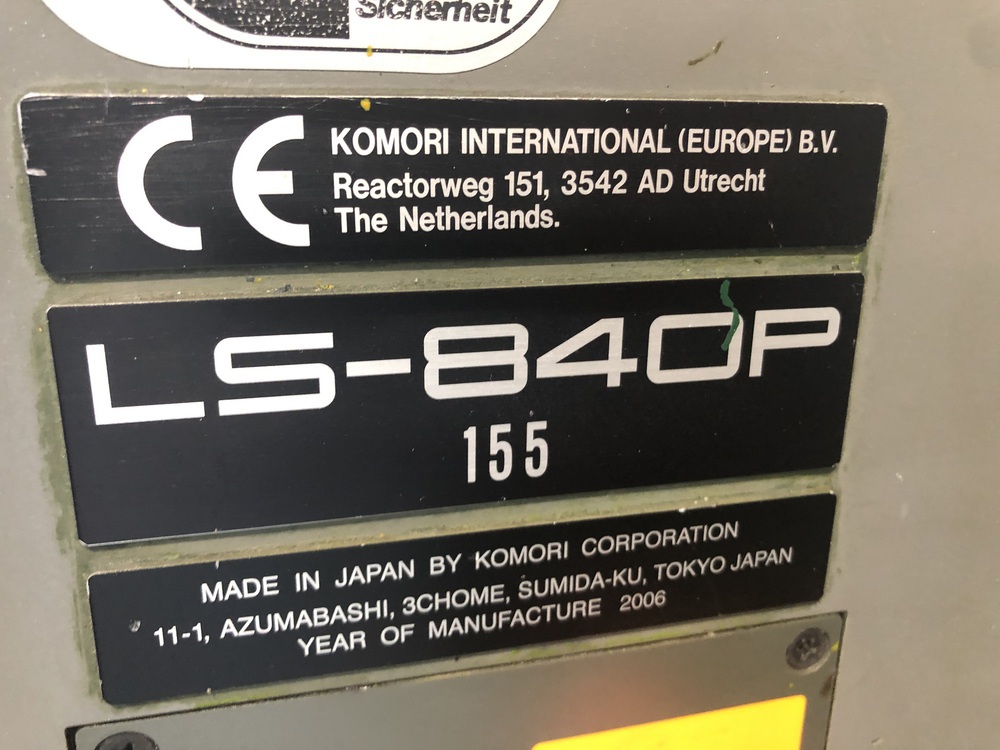 Sicherheit
CE KOMORI INTERNATIONAL (EUROPE) B.V.
Reactorweg 151, 3542 AD Utrecht
The Netherlands.
LS-840P
155
MADE IN JAPAN BY KOMORI CORPORATION
11-1, AZUMABASHI, 3CHOME, SUMIDA-KU, TOKYO JAPAN
YEAR OF MANUFACTURE 2006